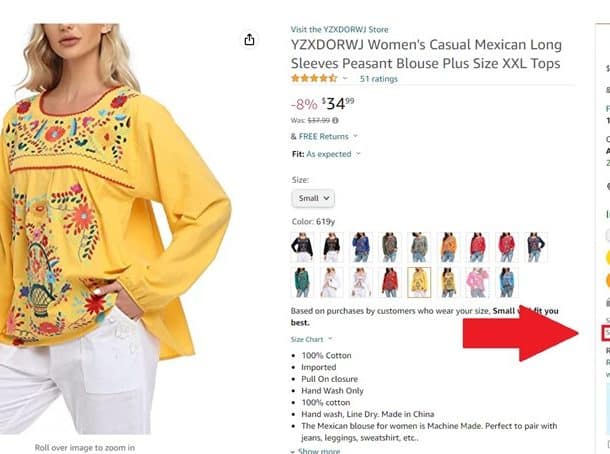 Visit the YZXDORWJ Store
YZXDORWJ Women's Casual Mexican Long
Sleeves Peasant Blouse Plus Size XXL Tops
51 ratings
-8% $34⁹⁹
Was: $37.99
& FREE Returns
Fit: As expected
Size:
Small
Color: 619y
Based on purchases by customers who wear your size, Small fit you
best.
Size Chart
• 100% Cotton
• Imported
• Pull On closure
• Hand Wash Only
• 100% cotton
• Hand wash, Line Dry. Made in China
• The Mexican blouse for women is Machine Made. Perfect to pair with
jeans, leggings, sweatshirt, etc..
Show more
Roll over image to zoom in